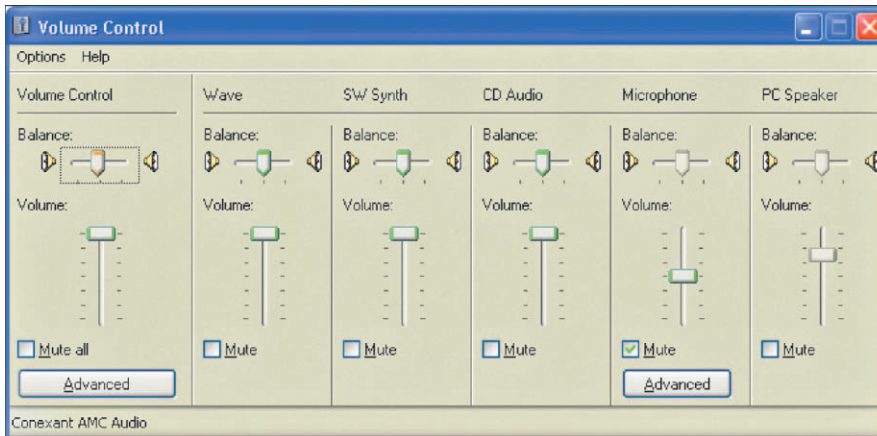 Volume Control
Options Help
Volume Control Wave SW Synth CD Audio Microphone PC Speaker
Balance: Balance: Balance: Balance: Balance: Balance:
Volume: Volume: Volume: Volume: Volume: Volume:
Mute all Mute Mute Mute Mute Mute
Advanced Advanced
Conexant AMC Audio